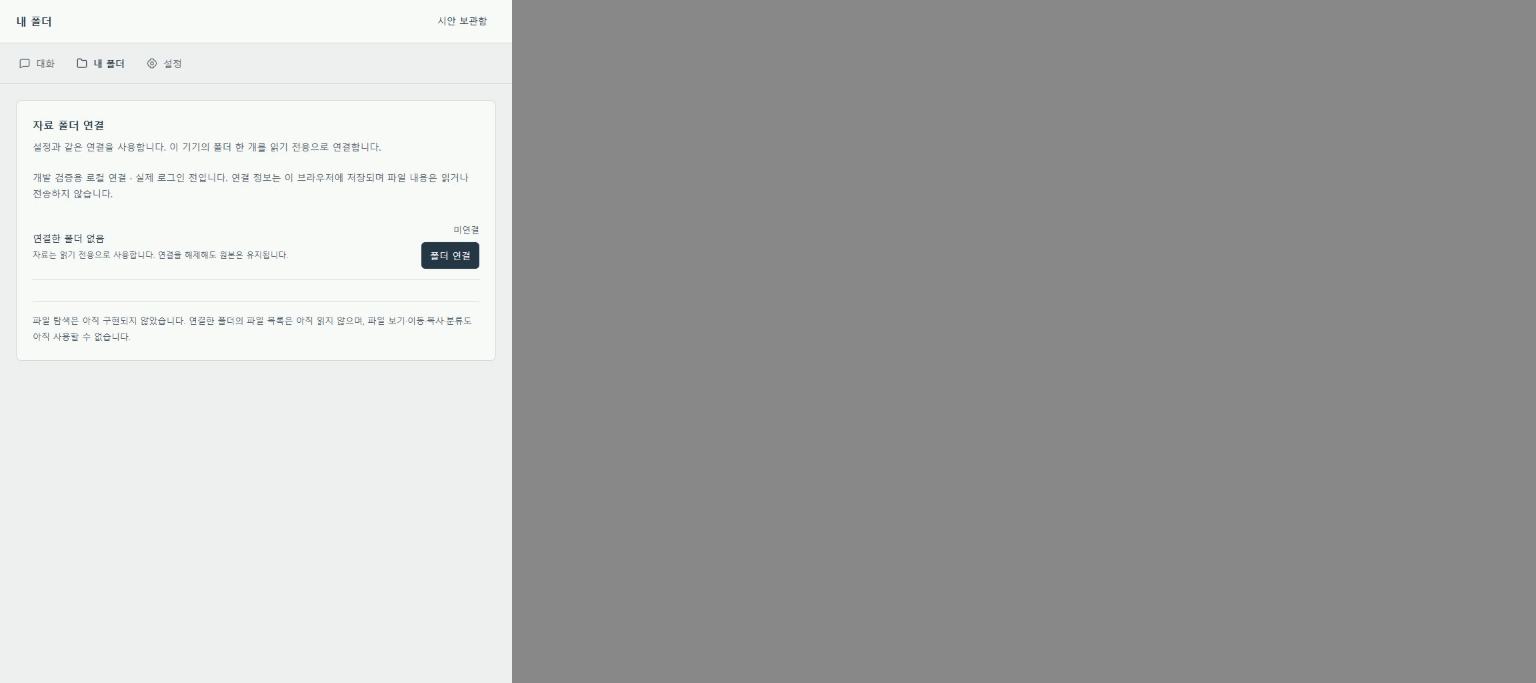 내 폴더
시안 보관함
대화
내 폴더
설정
자료 폴더 연결
설정과 같은 연결을 사용합니다. 이 기기의 폴더 한 개를 읽기 전용으로 연결합니다.
개발 검증용 로컬 연결 · 실제 로그인 전입니다. 연결 정보는 이 브라우저에 저장되며 파일 내용은 읽거나
전송하지 않습니다.
미연결
연결한 폴더 없음
폴더 연결
자료는 읽기 전용으로 사용합니다. 연결을 해제해도 원본은 유지됩니다.
파일 탐색은 아직 구현되지 않았습니다. 연결한 폴더의 파일 목록은 아직 읽지 않으며, 파일 보기·이동·복사·분류도
아직 사용할 수 없습니다.